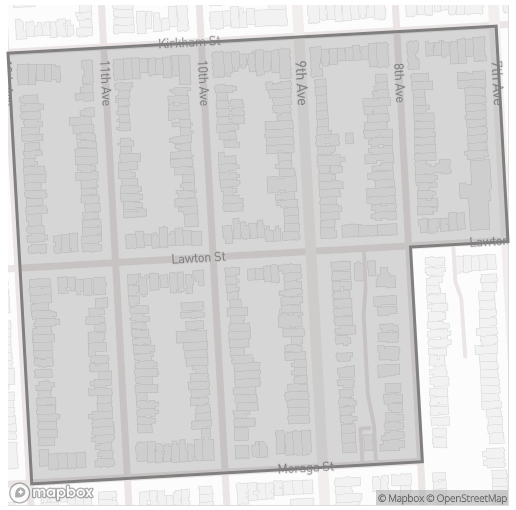 Kirkham St
11th Ave
10th Ave
9th Ave
8th Ave
7th Ave
Lawton St
Lawton
Moraga St
mapbox
© Mapbox © OpenStreetMap